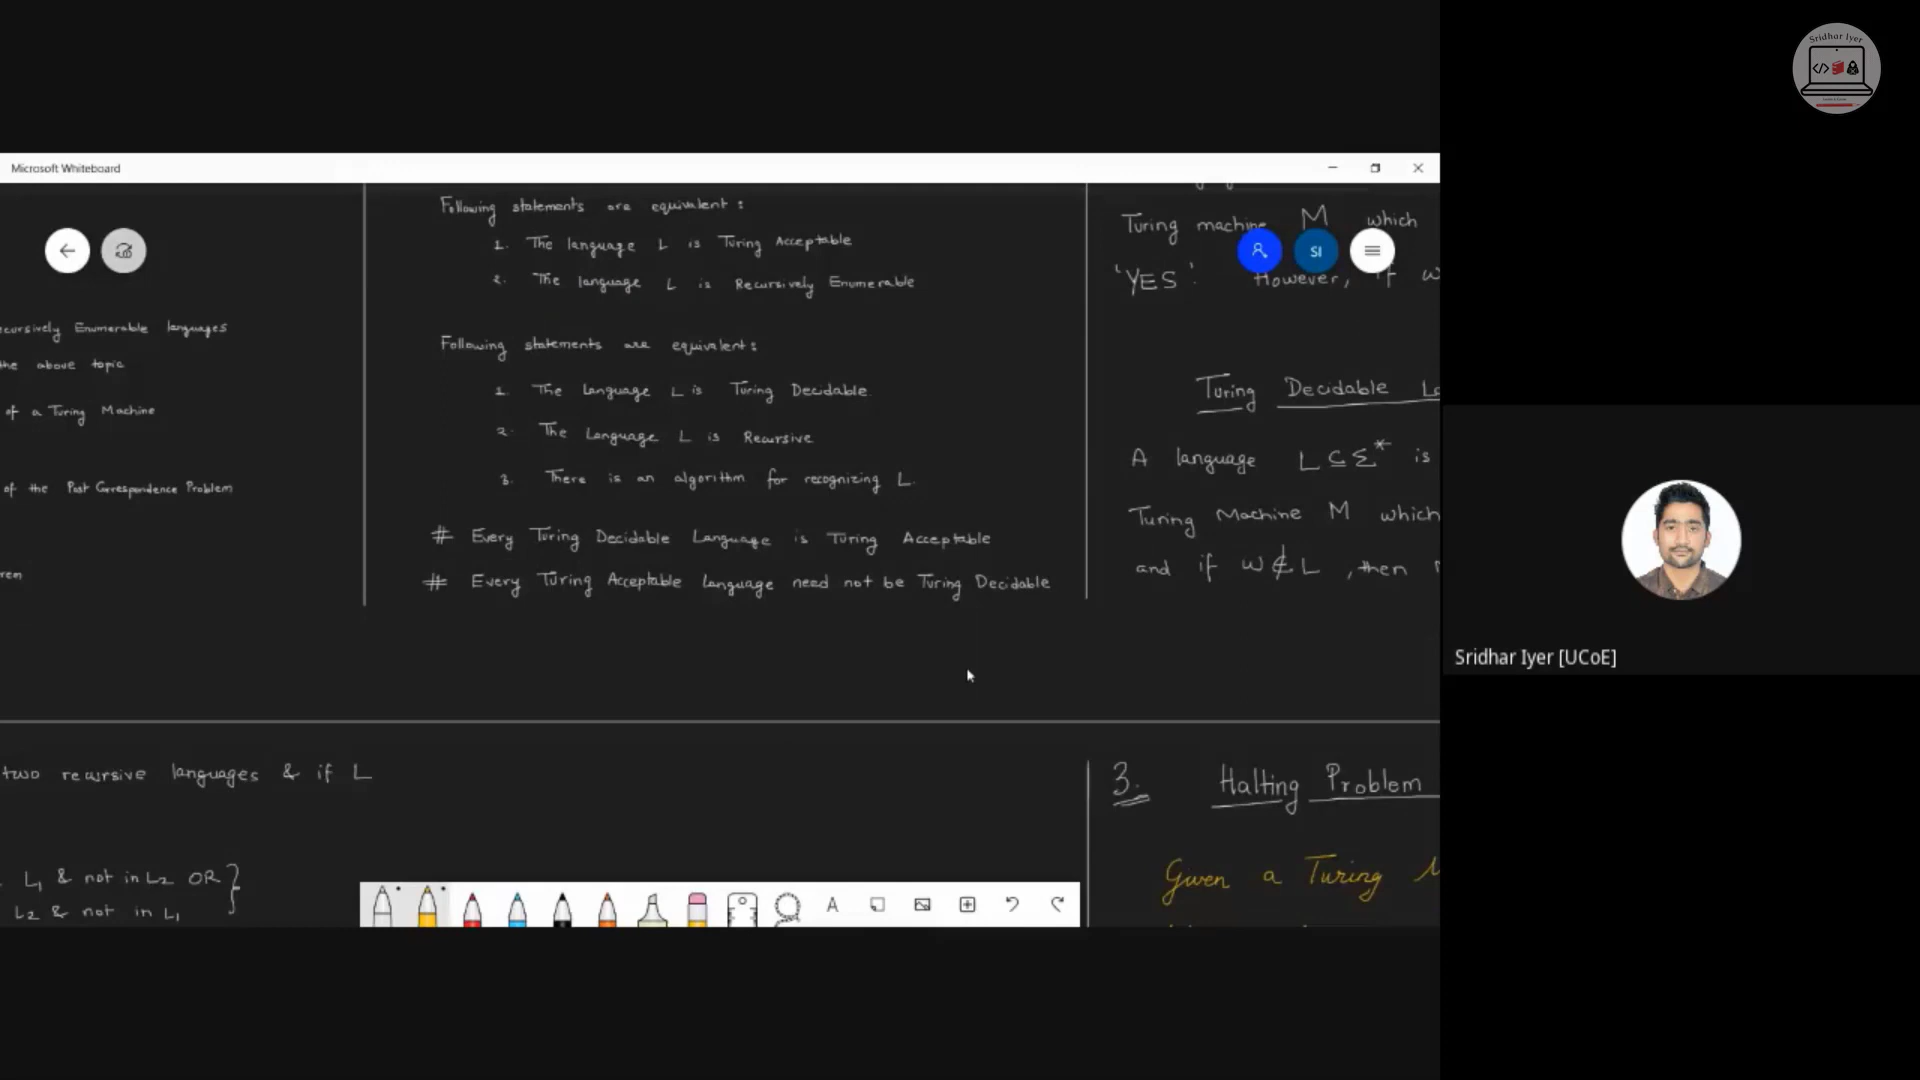 Sridhar Iyer
</>
Microsoft Whiteboard
Following statements are equivalent :
1. The language L is Turing Acceptable
2. The language L is Recursively Enumerable
Following statements are equivalent :
1. The Language L is Turing Decidable.
2. The Language L is Recursive
3. There is an algorithm for recognizing L.
# Every Turing Decidable Language is Turing Acceptable
# Every Turing Acceptable language need not be Turing Decidable
ecursively Enumerable languages
the above topic
of a Turing Machine
of the Post Correspondence Problem
rem
Turing machine M which
SI
'YES'. However, if w
Turing Decidable La
A language L ⊆ Σ* is
Turing Machine M which
and if w ∉ L , then
Sridhar Iyer [UCoE]
two recursive languages & if L
L₁ & not in L₂ OR }
L₂ & not in L₁
3. Halting Problem
Given a Turing M
A